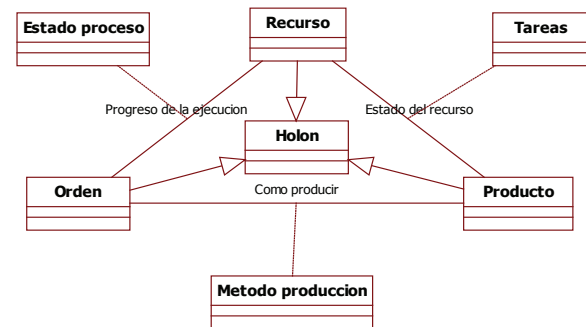 Estado proceso
Recurso
Tareas
Progreso de la ejecucion
Estado del recurso
Holon
Orden
Como producir
Producto
Metodo produccion